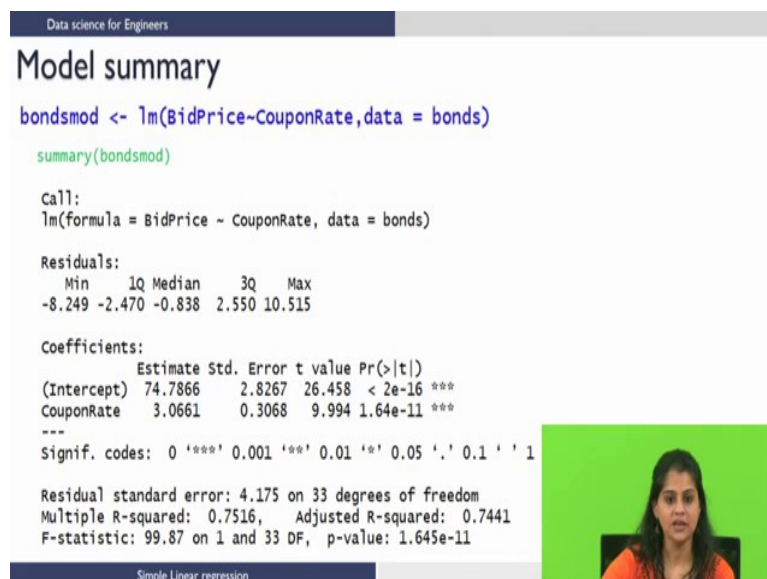 Data science for Engineers
Model summary
bondsmod <- lm(BidPrice~CouponRate,data = bonds)
summary(bondsmod)
Call:
lm(formula = BidPrice ~ CouponRate, data = bonds)
Residuals:
Min 1Q Median 3Q Max
-8.249 -2.470 -0.838 2.550 10.515
Coefficients:
Estimate Std. Error t value Pr(>|t|)
(Intercept) 74.7866 2.8267 26.458 < 2e-16 ***
CouponRate 3.0661 0.3068 9.994 1.64e-11 ***
---
Signif. codes: 0 ‘***’ 0.001 ‘**’ 0.01 ‘*’ 0.05 ‘.’ 0.1 ‘ ’ 1
Residual standard error: 4.175 on 33 degrees of freedom
Multiple R-squared: 0.7516, Adjusted R-squared: 0.7441
F-statistic: 99.87 on 1 and 33 DF, p-value: 1.645e-11
Simple Linear regression